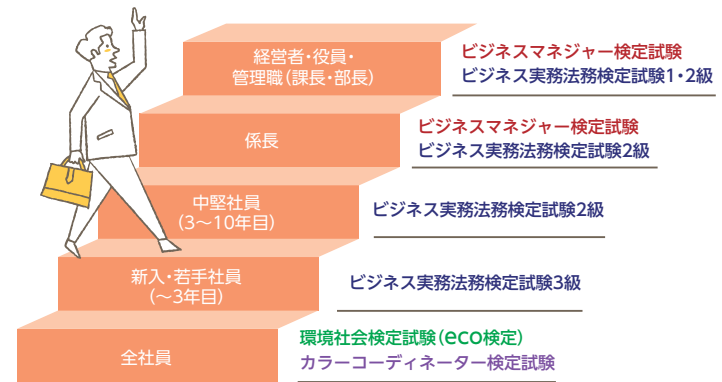 経営者・役員・
管理職（課長・部長）
ビジネスマネジャー検定試験
ビジネス実務法務検定試験1・2級
係長
ビジネスマネジャー検定試験
ビジネス実務法務検定試験2級
中堅社員
（3～10年目）
ビジネス実務法務検定試験2級
新入・若手社員
（～3年目）
ビジネス実務法務検定試験3級
全社員
環境社会検定試験（eco検定）
カラーコーディネーター検定試験